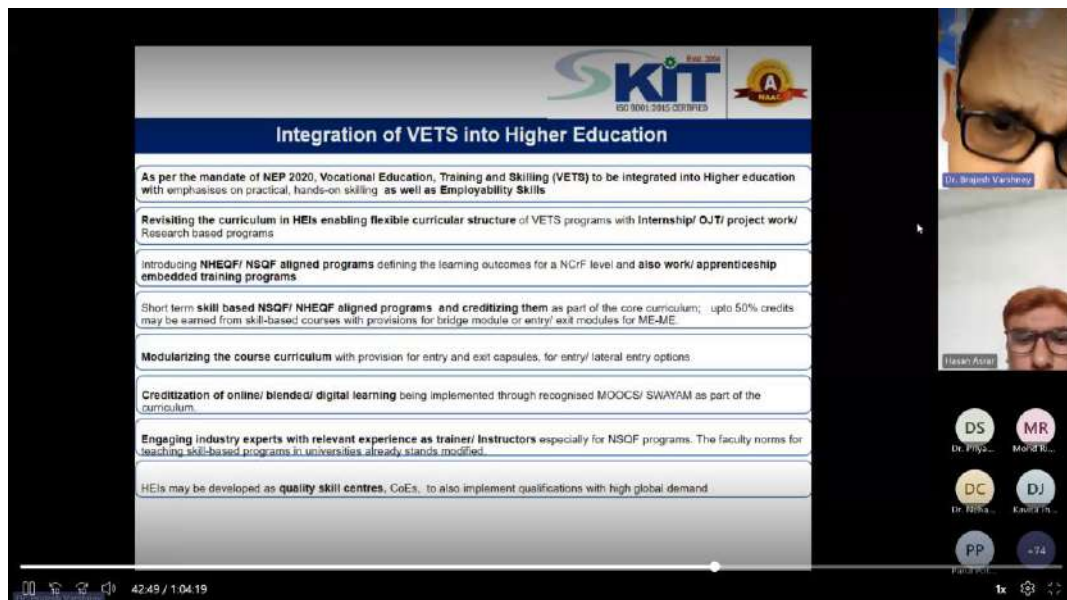 Estd. 2004
SKIT
ISO 9001:2015 CERTIFIED
A
NAAC
Integration of VETS into Higher Education
As per the mandate of NEP 2020, Vocational Education, Training and Skilling (VETS) to be integrated into Higher education
with emphasises on practical, hands-on skilling as well as Employability Skills
Revisiting the curriculum in HEIs enabling flexible curricular structure of VETS programs with Internship/ OJT/ project work/
Research based programs
Introducing NHEQF/ NSQF aligned programs defining the learning outcomes for a NCrF level and also work/ apprenticeship
embedded training programs
Short term skill based NSQF/ NHEQF aligned programs and creditizing them as part of the core curriculum; upto 50% credits
may be earned from skill-based courses with provisions for bridge module or entry/ exit modules for ME-ME.
Modularizing the course curriculum with provision for entry and exit capsules, for entry/ lateral entry options
Creditization of online/ blended/ digital learning being implemented through recognised MOOCS/ SWAYAM as part of the
curriculum.
Engaging industry experts with relevant experience as trainer/ Instructors especially for NSQF programs. The faculty norms for
teaching skill-based programs in universities already stands modified.
HEIs may be developed as quality skill centres, CoEs, to also implement qualifications with high global demand
Dr. Brajesh Varshney
Hasan Asrar
DS
MR
Dr. Priya...
Mohd Ri...
DC
DJ
Dr. Neha...
Kavita In...
PP
+74
42:49 / 1:04:19
1x